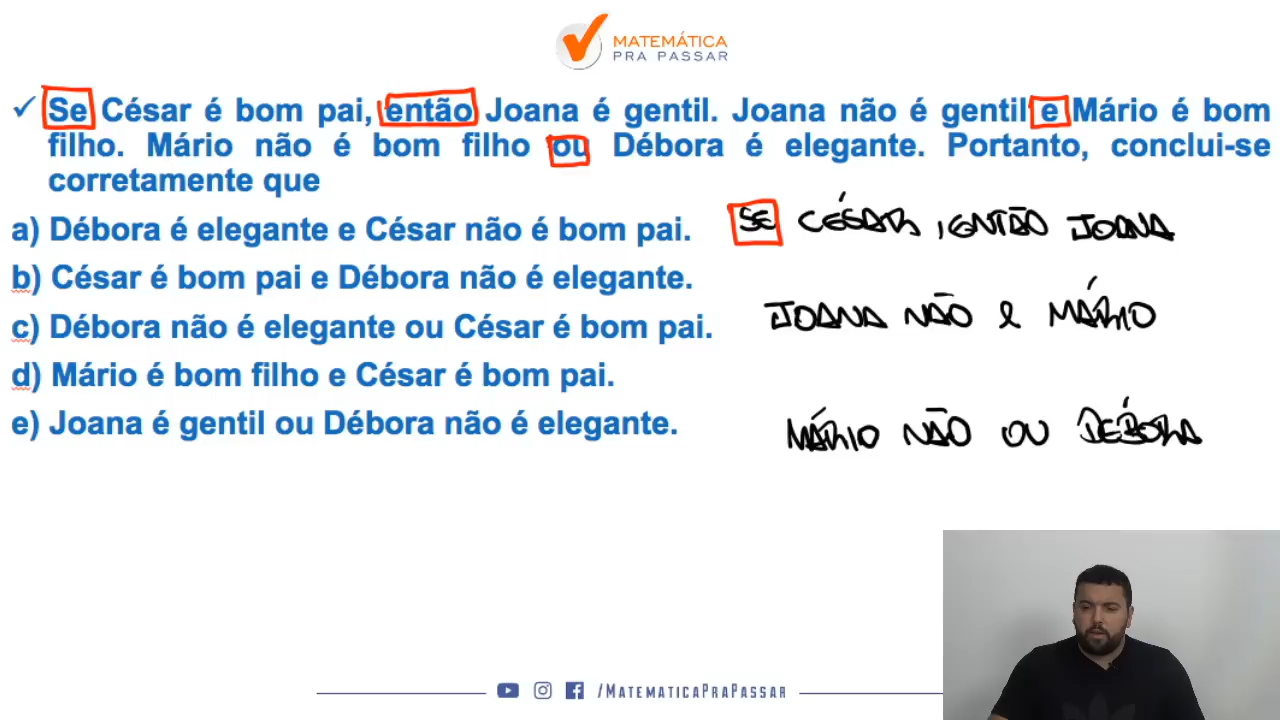 MATEMÁTICA
PRA PASSAR
✓ Se César é bom pai, então Joana é gentil. Joana não é gentil e Mário é bom
filho. Mário não é bom filho ou Débora é elegante. Portanto, conclui-se
corretamente que
a) Débora é elegante e César não é bom pai.
SE CÉSAR, ENTÃO JOANA
b) César é bom pai e Débora não é elegante.
JOANA NÃO e MÁRIO
c) Débora não é elegante ou César é bom pai.
d) Mário é bom filho e César é bom pai.
e) Joana é gentil ou Débora não é elegante.
MÁRIO NÃO OU DÉBORA
/MATEMATICAPRAPASSAR